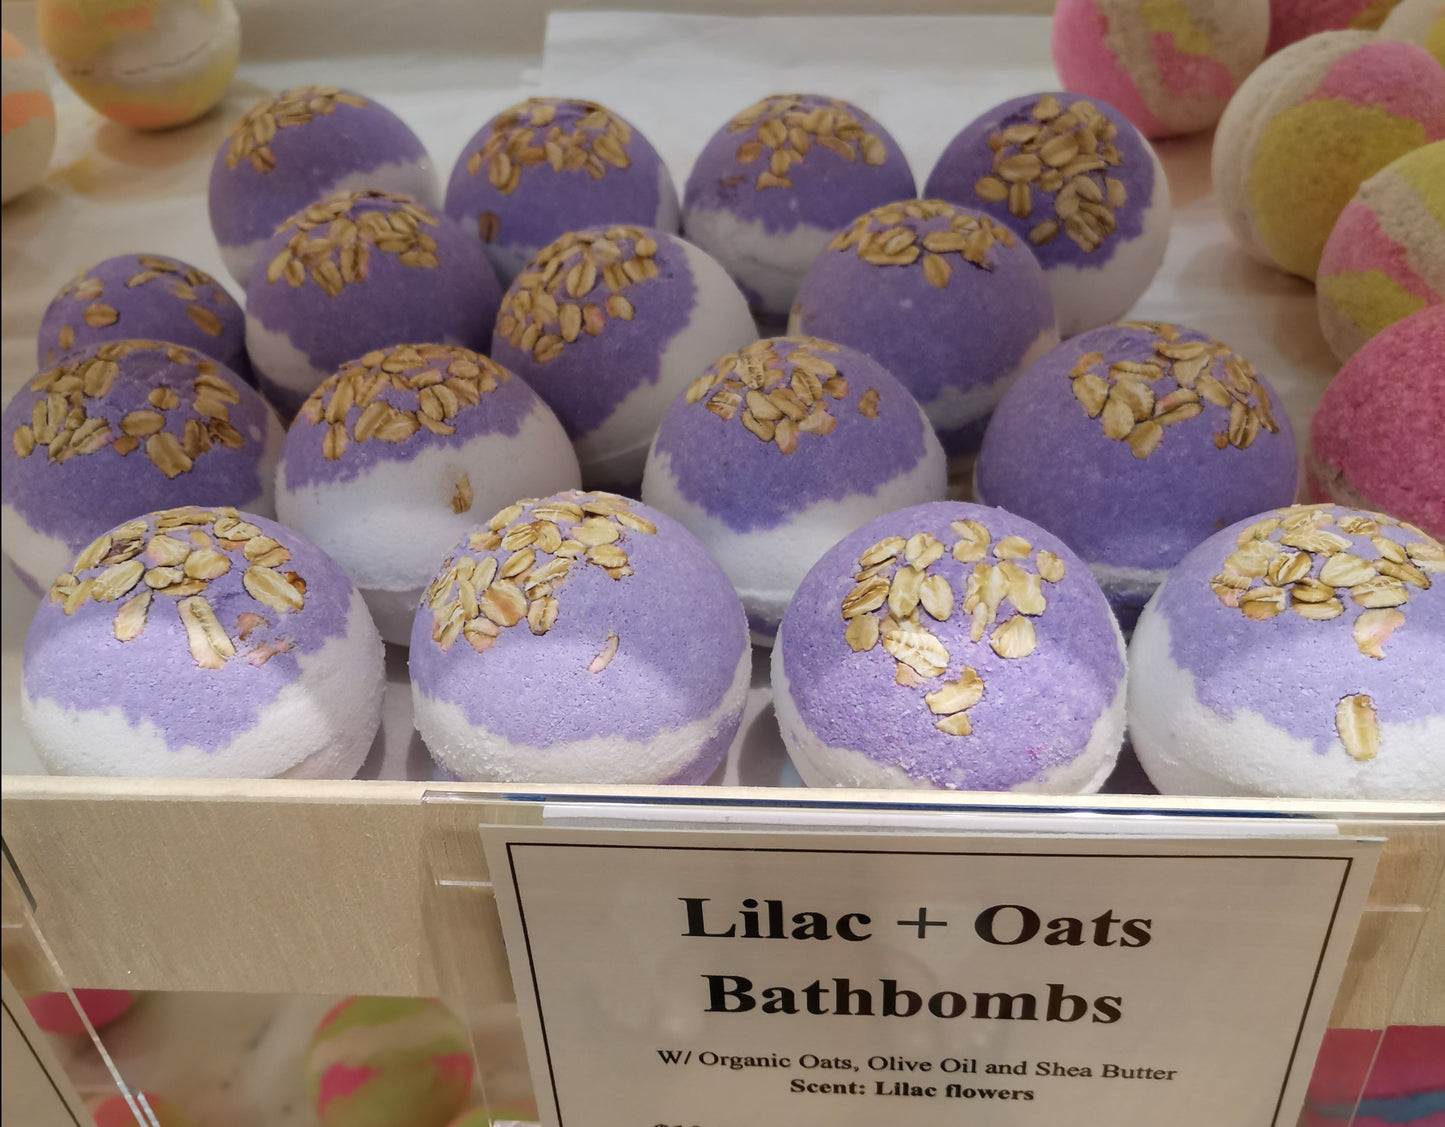 Lilac + Oats
Bathbombs
W/ Organic Oats, Olive Oil and Shea Butter
Scent: Lilac flowers